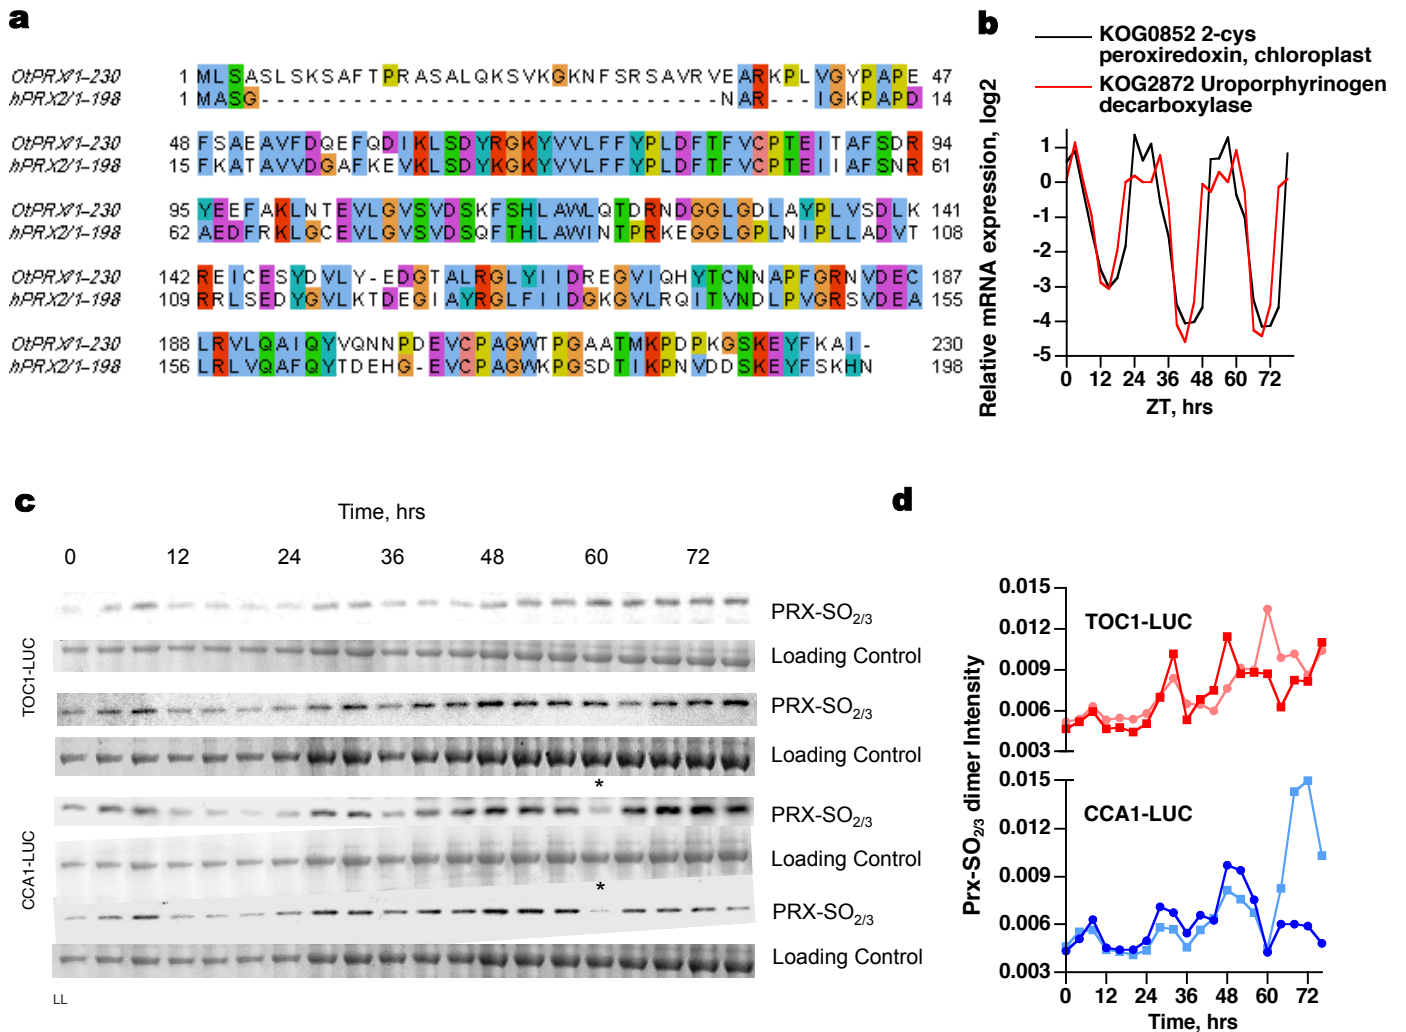 a
OtPRX/1–230 1 MLSASLSKSAFTPRASALQKSVKGKNFSRSAVRVEARKPLVGYPAPE 47
hPRX2/1–198 1 MASG------------------------------NAR---IGKPAPD 14
OtPRX/1–230 48 FSAEAVFDQEFQDIKLSDYRGKYVVLFFYPLDFTFVCPTEITAFSDR 94
hPRX2/1–198 15 FKATAVVDGAFKEVKLSDYKGKYVVLFFYPLDFTFVCPTEIIAFSNR 61
OtPRX/1–230 95 YEEFAKLNTEVLGVSVDSKFSHLAWLQTDRNDGGLGDLAYPLVSDLK 141
hPRX2/1–198 62 AEDFRKLGCEVLGVSVDSQFTHLAWINTPRKEGGLGPLNIPLLADVT 108
OtPRX/1–230 142 REICESYDVLY-EDGTALRGLYIIDREGVIQHYTCNNAPFGRNVDEC 187
hPRX2/1–198 109 RRLSEDYGVLKTDEGIAYRGLFIIDGKGVLRQITVNDLPVGRSVDEA 155
OtPRX/1–230 188 LRVLQAIQYVQNNPDEVCPAGWTPGAATMKPDPKGSKEYFKAI- 230
hPRX2/1–198 156 LRLVQAFQYTDEHG-EVCPAGWKPGSDTIKPNVDDSKEYFSKHN 198
b
KOG0852 2-cys
peroxiredoxin, chloroplast
KOG2872 Uroporphyrinogen
decarboxylase
Relative mRNA expression, log2
1
0
-1
-2
-3
-4
-5
0 12 24 36 48 60 72
ZT, hrs
c
Time, hrs
0 12 24 36 48 60 72
TOC1-LUC
PRX-SO2/3
Loading Control
PRX-SO2/3
Loading Control
*
CCA1-LUC
PRX-SO2/3
Loading Control
*
PRX-SO2/3
Loading Control
LL
d
Prx-SO2/3 dimer Intensity
0.015
TOC1-LUC
0.012
0.009
0.006
0.003
0.015
CCA1-LUC
0.012
0.009
0.006
0.003
0 12 24 36 48 60 72
Time, hrs